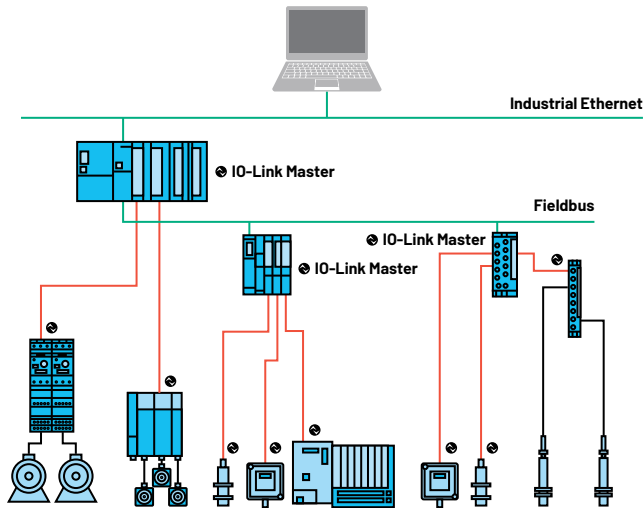 Industrial Ethernet
IO-Link Master
Fieldbus
IO-Link Master
IO-Link Master